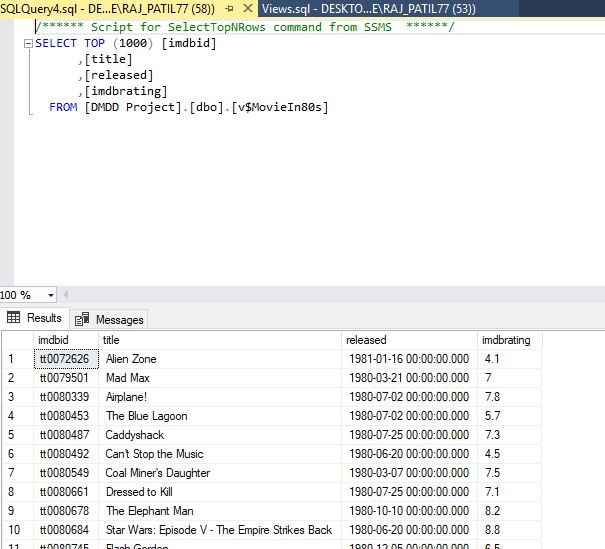 SQLQuery4.sql - DE...E\RAJ_PATIL77 (58)) Views.sql - DESKTO...E\RAJ_PATIL77 (53))
/****** Script for SelectTopNRows command from SSMS  ******/
SELECT TOP (1000) [imdbid]
,[title]
,[released]
,[imdbrating]
FROM [DMDD Project].[dbo].[v$MovieIn80s]
100 %
Results Messages
imdbid title released imdbrating
1 tt0072626 Alien Zone 1981-01-16 00:00:00.000 4.1
2 tt0079501 Mad Max 1980-03-21 00:00:00.000 7
3 tt0080339 Airplane! 1980-07-02 00:00:00.000 7.8
4 tt0080453 The Blue Lagoon 1980-07-02 00:00:00.000 5.7
5 tt0080487 Caddyshack 1980-07-25 00:00:00.000 7.3
6 tt0080492 Can't Stop the Music 1980-06-20 00:00:00.000 4.5
7 tt0080549 Coal Miner's Daughter 1980-03-07 00:00:00.000 7.5
8 tt0080661 Dressed to Kill 1980-07-25 00:00:00.000 7.1
9 tt0080678 The Elephant Man 1980-10-10 00:00:00.000 8.2
10 tt0080684 Star Wars: Episode V - The Empire Strikes Back 1980-06-20 00:00:00.000 8.8
11 tt0080745 Flash Gordon 1980-12-05 00:00:00.000 6.5